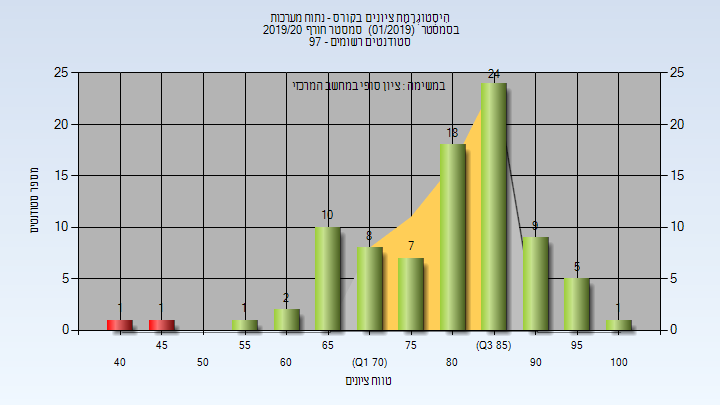 הִיסְטוֹגְרַמַּת ציונים בקורס - נתוח מערכות
בסמסטר (01/2019) סמסטר חורף 2019/20
סטודנטים רשומים - 97
במשימה : ציון סופי במחשב המרכזי
מספר סטודנטים
25 25
20 20
15 15
10 10
5 5
0 0
1 1 1 2 10 8 7 18 24 9 5 1
45 55 65 75 (Q3 85) 95
40 50 60 (Q1 70) 80 90 100
טווח ציונים